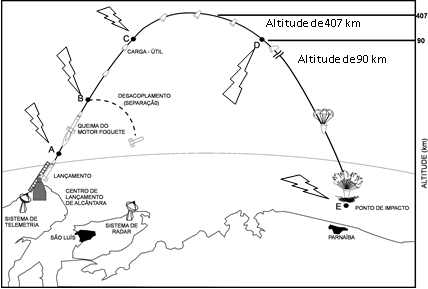 Altitude de 407 km
407
C
CARGA - ÚTIL
D
90
Altitude de 90 km
DESACOPLAMENTO
(SEPARAÇÃO)
B
QUEIMA DO
MOTOR FOGUETE
A
LANÇAMENTO
CENTRO DE
LANÇAMENTO
DE ALCÂNTARA
SISTEMA DE
TELEMETRIA
SÃO LUÍS
SISTEMA DE
RADAR
E
PONTO DE IMPACTO
PARNAÍBA
ALTITUDE (km)